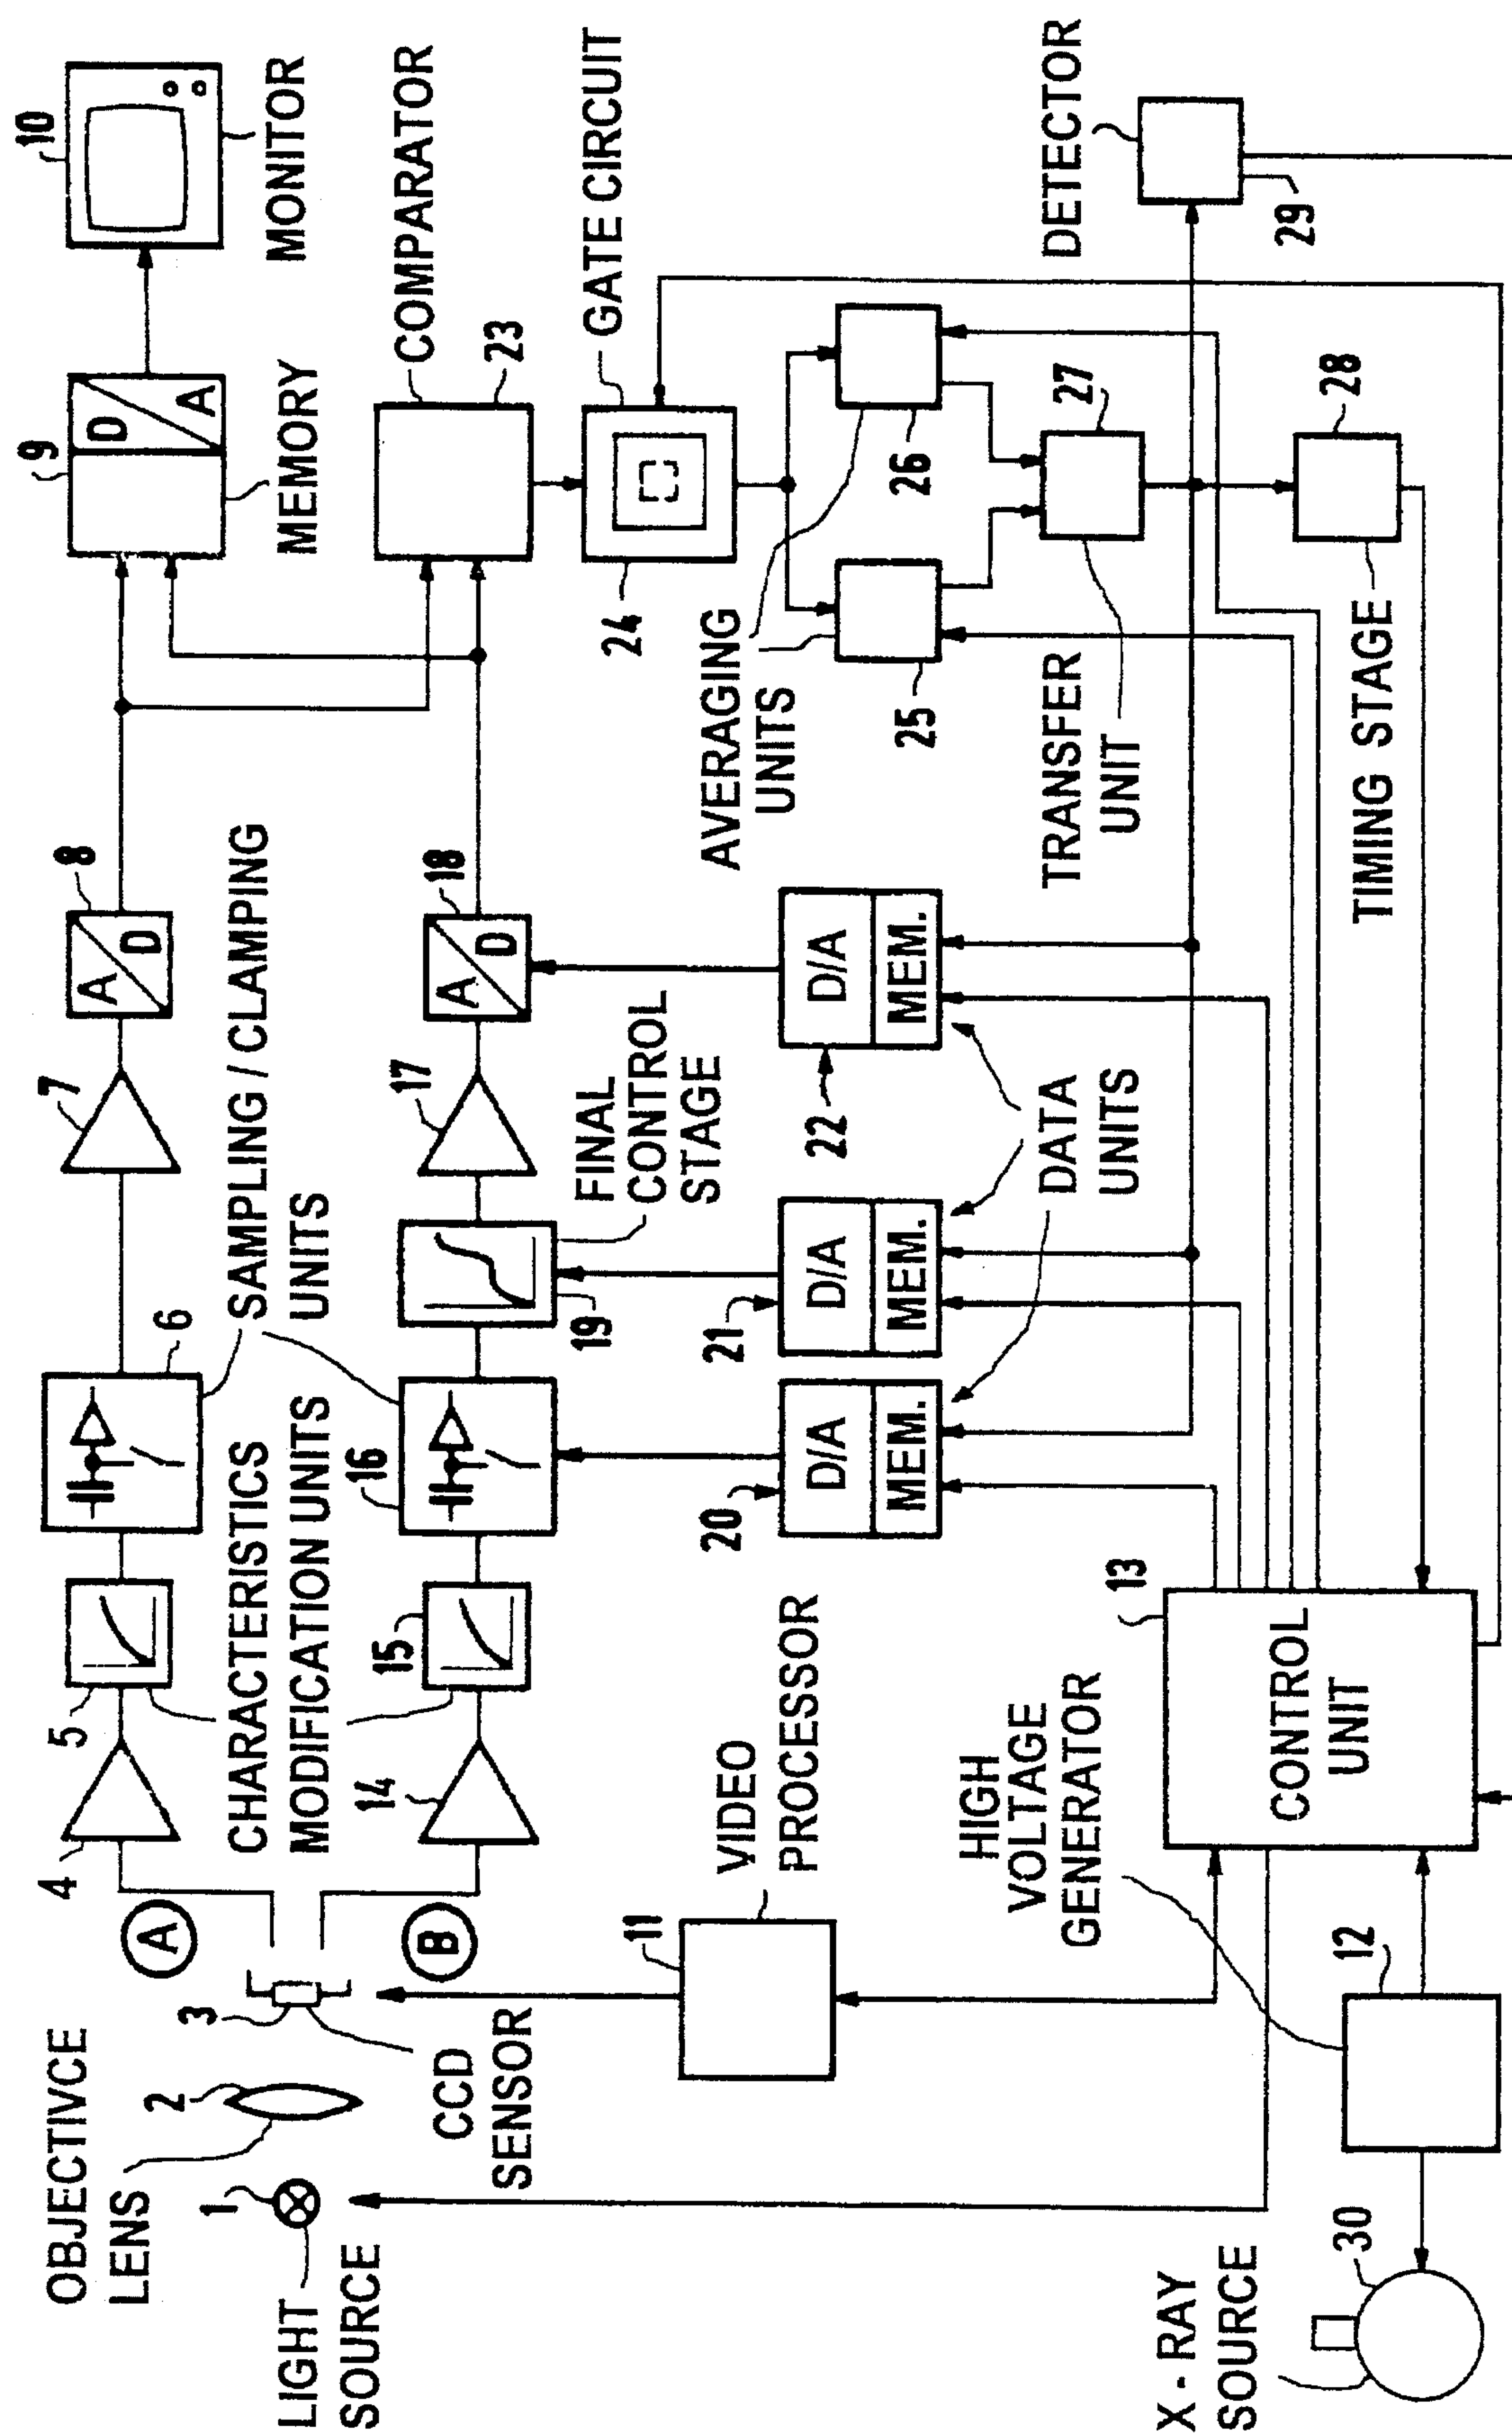 10
MONITOR
9
D
A
MEMORY
8
A
D
7
SAMPLING / CLAMPING
UNITS
6
5
CHARACTERISTICS
MODIFICATION UNITS
4
A
OBJECTIVCE
LENS
2
3
CCD
SENSOR
1
LIGHT
SOURCE
B
14
15
16
19
FINAL
CONTROL
STAGE
17
18
A
D
COMPARATOR
23
GATE CIRCUIT
24
AVERAGING
UNITS
25
26
TRANSFER
UNIT
27
28
TIMING STAGE
DETECTOR
29
D/A
MEM.
20
D/A
MEM.
21
D/A
MEM.
22
DATA
UNITS
VIDEO
PROCESSOR
11
HIGH
VOLTAGE
GENERATOR
12
13
CONTROL
UNIT
X - RAY
SOURCE
30